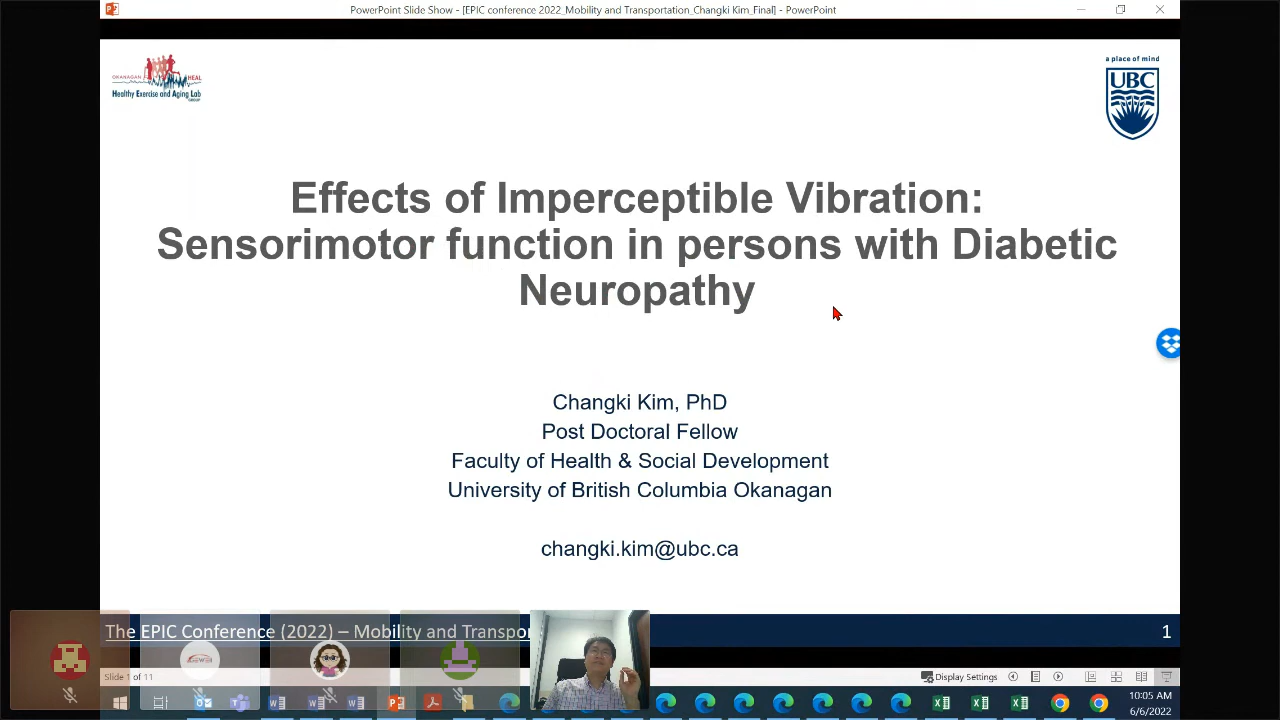 PowerPoint Slide Show - [EPIC conference 2022_Mobility and Transportation_Changki Kim_Final] - PowerPoint
OKANAGAN HEAL
Healthy Exercise and Aging Lab
GROUP
a place of mind
UBC
Effects of Imperceptible Vibration:
Sensorimotor function in persons with Diabetic
Neuropathy
Changki Kim, PhD
Post Doctoral Fellow
Faculty of Health & Social Development
University of British Columbia Okanagan
changki.kim@ubc.ca
The EPIC Conference (2022) – Mobility and Transpor
1
Slide 1 of 11
Display Settings
10:05 AM
6/6/2022